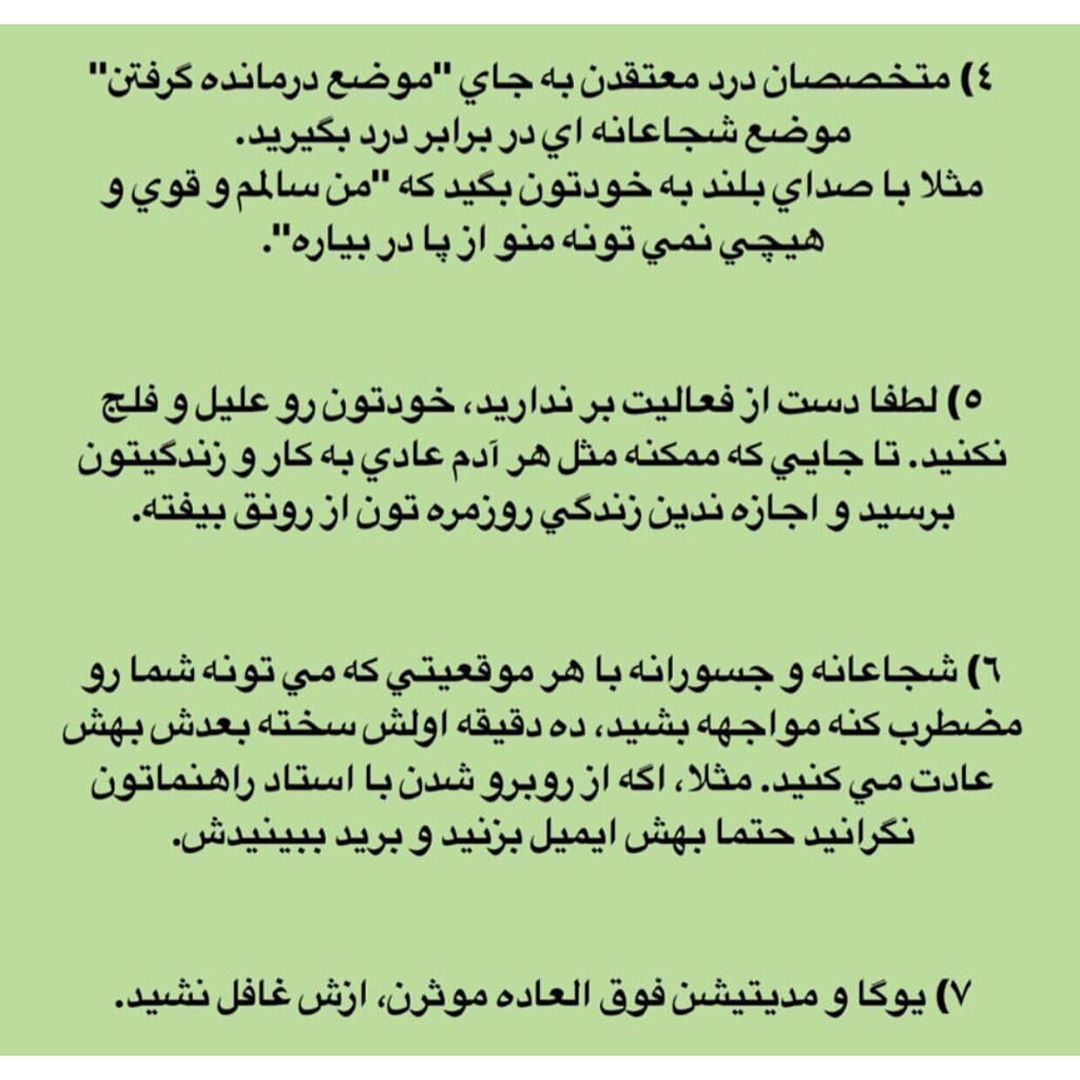 ٤) متخصصان درد معتقدن به جاي "موضع درمانده گرفتن"
موضع شجاعانه اي در برابر درد بگيريد.
مثلا با صداي بلند به خودتون بگيد كه "من سالم و قوي و
هيچي نمي تونه منو از پا در بياره".
٥) لطفا دست از فعاليت بر نداريد، خودتون رو عليل و فلج
نكنيد. تا جايي كه ممكنه مثل هر آدم عادي به كار و زندگيتون
برسيد و اجازه ندين زندگي روزمره تون از رونق بيفته.
٦) شجاعانه و جسورانه با هر موقعيتي كه مي تونه شما رو
مضطرب كنه مواجهه بشيد، ده دقيقه اولش سخته بعدش بهش
عادت مي كنيد. مثلا، اگه از روبرو شدن با استاد راهنماتون
نگرانيد حتما بهش ايميل بزنيد و بريد ببينيدش.
٧) يوگا و مديتيشن فوق العاده موثرن، ازش غافل نشيد.